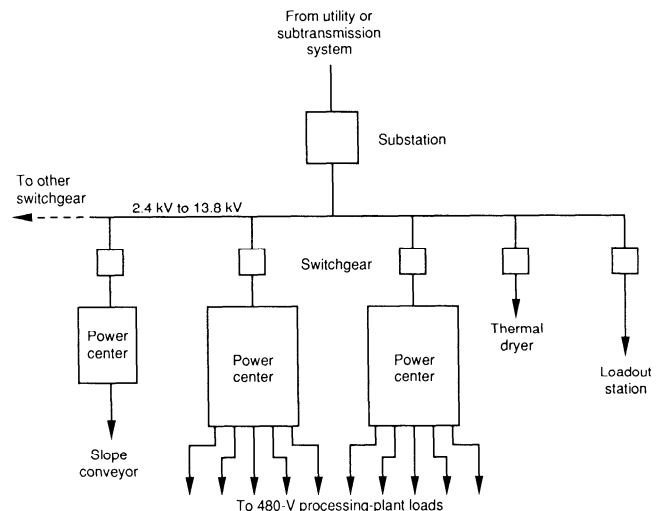 From utility or
subtransmission
system
Substation
To other
switchgear
2.4 kV to 13.8 kV
Switchgear
Power
center
Power
center
Power
center
Thermal
dryer
Loadout
station
Slope
conveyor
To 480-V processing-plant loads